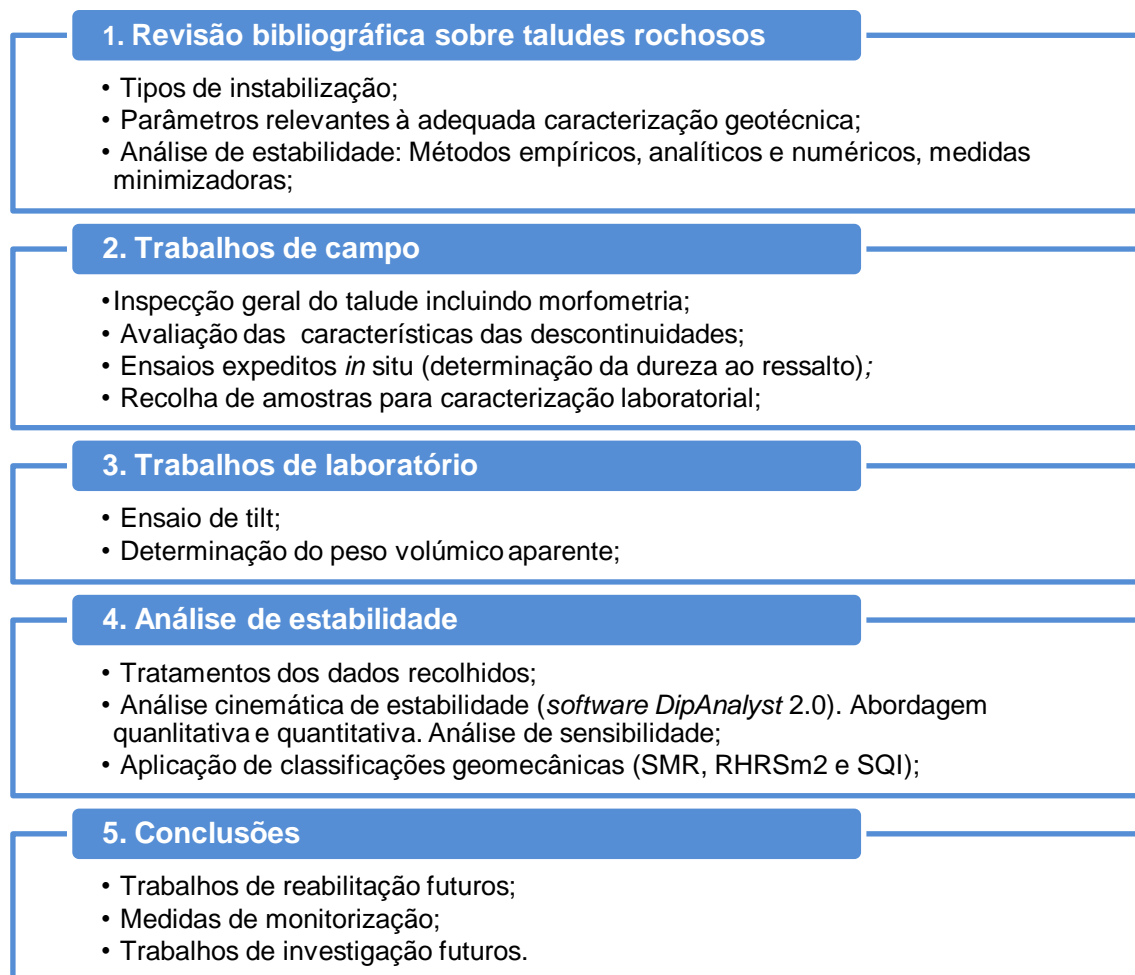 1. Revisão bibliográfica sobre taludes rochosos
• Tipos de instabilização;
• Parâmetros relevantes à adequada caracterização geotécnica;
• Análise de estabilidade: Métodos empíricos, analíticos e numéricos, medidas
minimizadoras;
2. Trabalhos de campo
•Inspecção geral do talude incluindo morfometria;
• Avaliação das características das descontinuidades;
• Ensaios expeditos in situ (determinação da dureza ao ressalto);
• Recolha de amostras para caracterização laboratorial;
3. Trabalhos de laboratório
• Ensaio de tilt;
• Determinação do peso volúmico aparente;
4. Análise de estabilidade
• Tratamentos dos dados recolhidos;
• Análise cinemática de estabilidade (software DipAnalyst 2.0). Abordagem
quanlitativa e quantitativa. Análise de sensibilidade;
• Aplicação de classificações geomecânicas (SMR, RHRSm2 e SQI);
5. Conclusões
• Trabalhos de reabilitação futuros;
• Medidas de monitorização;
• Trabalhos de investigação futuros.